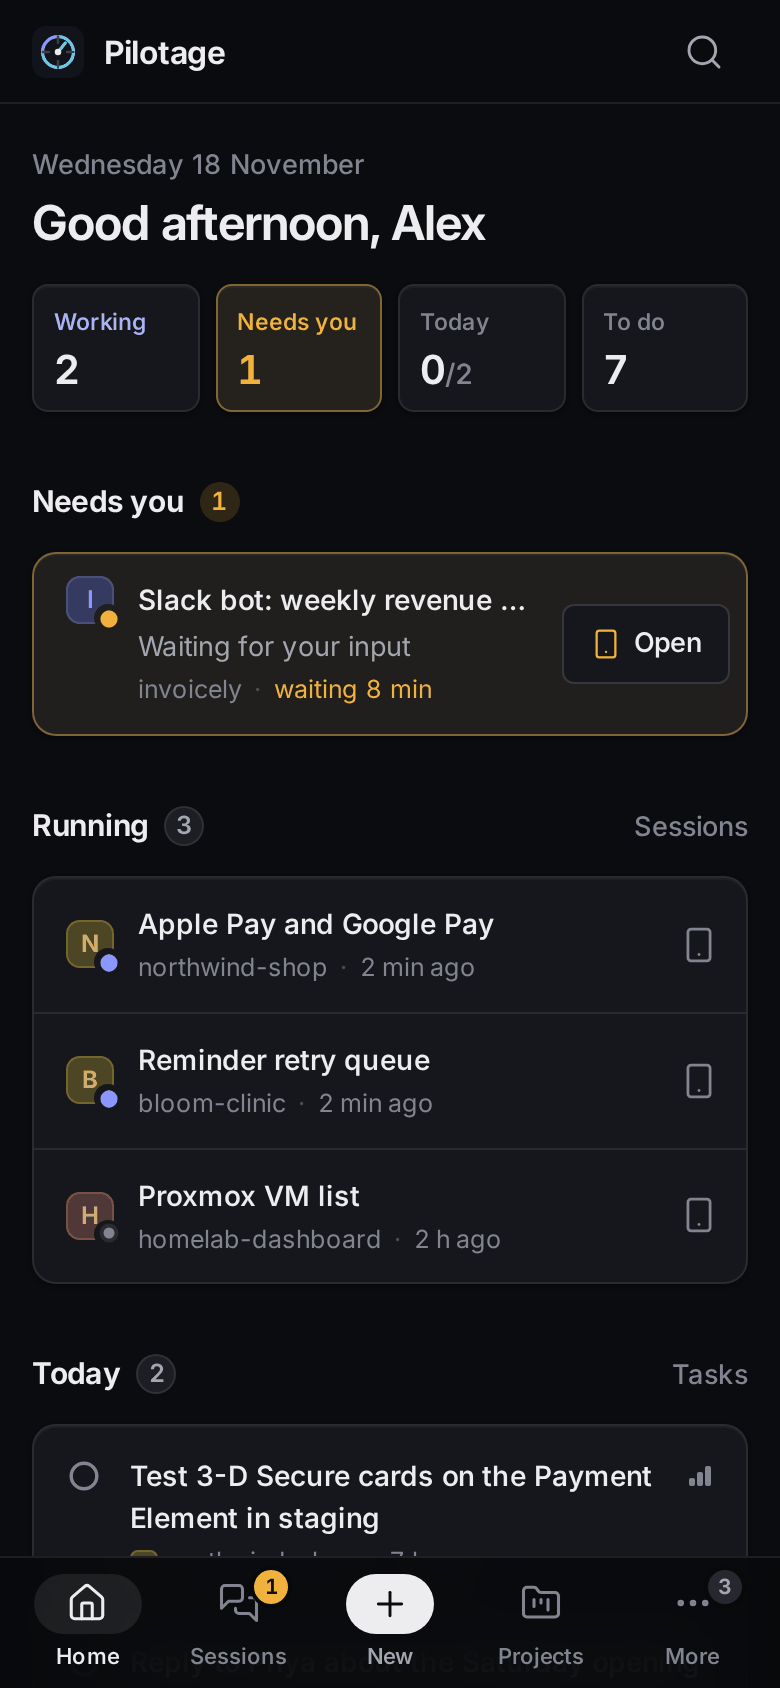 Pilotage
Wednesday 18 November
Good afternoon, Alex
Working
2
Needs you
1
Today
0/2
To do
7
Needs you 1
I
Slack bot: weekly revenue ...
Waiting for your input
invoicely · waiting 8 min
Open
Running 3
Sessions
N
Apple Pay and Google Pay
northwind-shop · 2 min ago
B
Reminder retry queue
bloom-clinic · 2 min ago
H
Proxmox VM list
homelab-dashboard · 2 h ago
Today 2
Tasks
Test 3-D Secure cards on the Payment
Element in staging
Home
1
Sessions
New
Projects
3
More